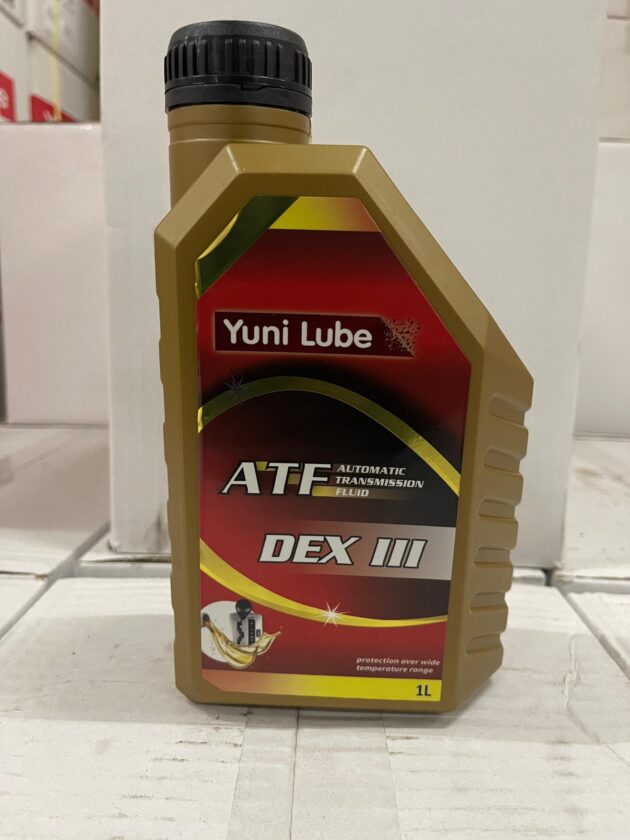 Yuni Lube
ATF
AUTOMATIC
TRANSMISSION
FLUID
DEX III
protection over wide
temperature range
1L